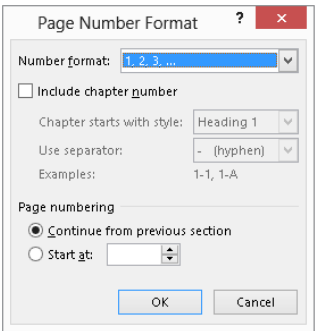 Page Number Format ? ×
Number format: 1, 2, 3, ...
Include chapter number
Chapter starts with style: Heading 1
Use separator: - (hyphen)
Examples: 1-1, 1-A
Page numbering
Continue from previous section
Start at:
OK Cancel